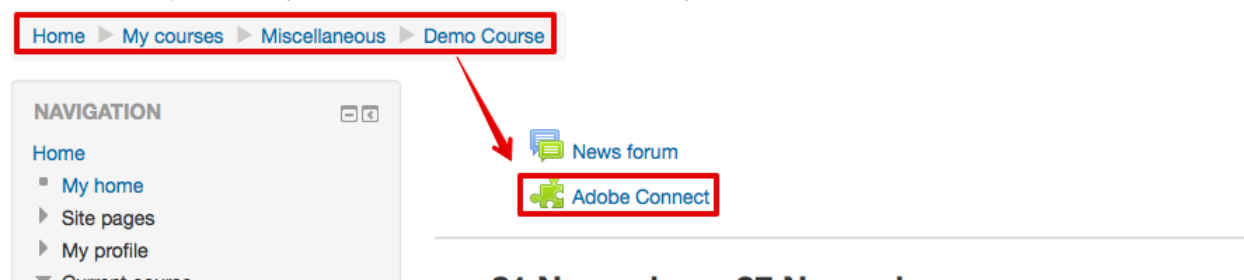 Home My courses Miscellaneous Demo Course
NAVIGATION
Home
My home
Site pages
My profile
News forum
Adobe Connect